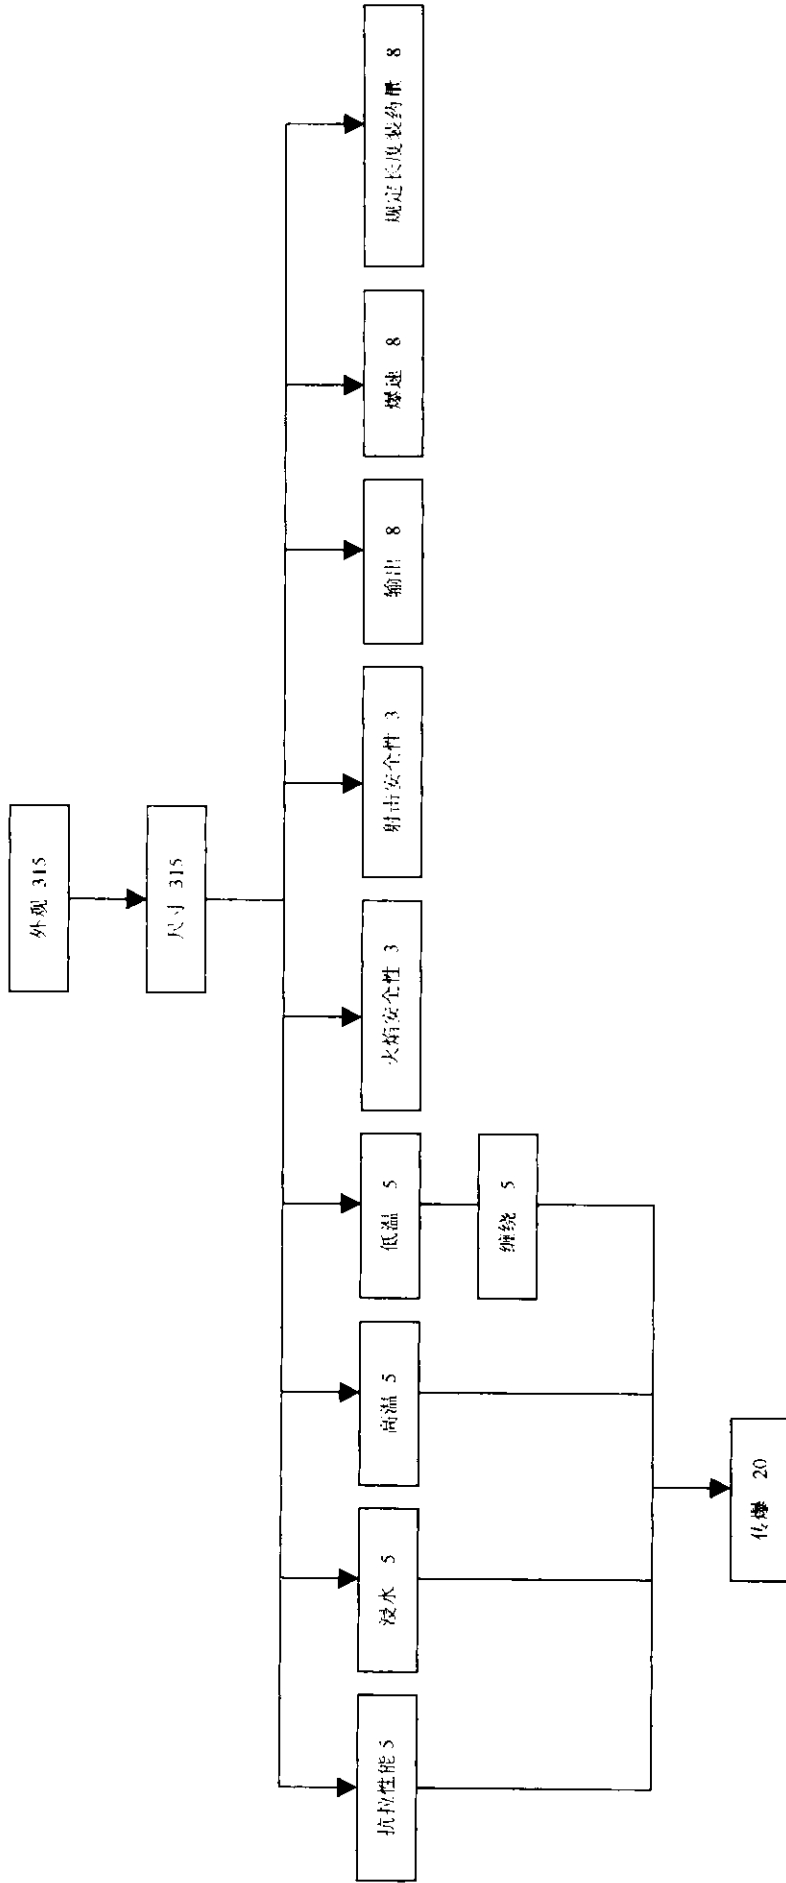 外观 315
尺寸 315
抗拉性能 5
浸水 5
高温 5
低温 5
火焰安全性 3
射击安全性 3
输出 8
爆速 8
规定长度装药量 8
缠绕 5
传爆 20